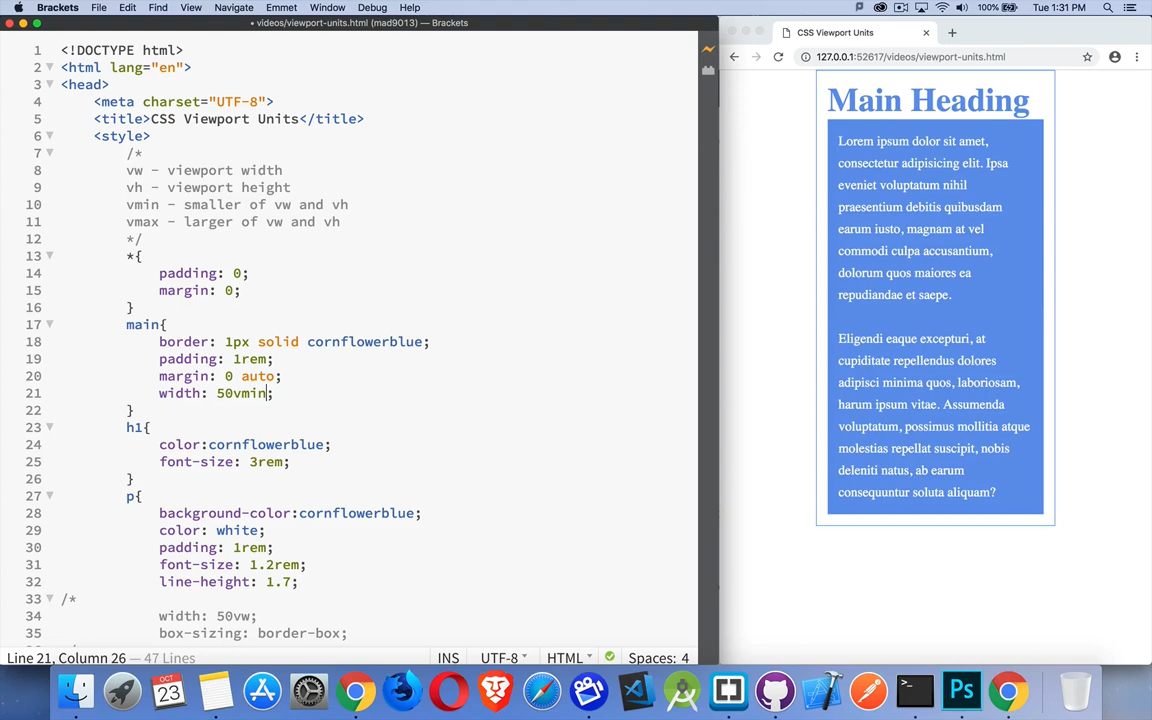 Brackets File Edit Find View Navigate Emmet Window Debug Help 100% Tue 1:31 PM
• videos/viewport-units.html (mad9013) — Brackets
CSS Viewport Units
127.0.0.1:52617/videos/viewport-units.html
1 <!DOCTYPE html>
2 <html lang="en">
3 <head>
4 <meta charset="UTF-8">
5 <title>CSS Viewport Units</title>
6 <style>
7 /*
8 vw - viewport width
9 vh - viewport height
10 vmin - smaller of vw and vh
11 vmax - larger of vw and vh
12 */
13 *{
14 padding: 0;
15 margin: 0;
16 }
17 main{
18 border: 1px solid cornflowerblue;
19 padding: 1rem;
20 margin: 0 auto;
21 width: 50vmin;
22 }
23 h1{
24 color:cornflowerblue;
25 font-size: 3rem;
26 }
27 p{
28 background-color:cornflowerblue;
29 color: white;
30 padding: 1rem;
31 font-size: 1.2rem;
32 line-height: 1.7;
33 /*
34 width: 50vw;
35 box-sizing: border-box;
Line 21, Column 26 — 47 Lines
INS UTF-8 HTML Spaces: 4
Main Heading
Lorem ipsum dolor sit amet,
consectetur adipisicing elit. Ipsa
eveniet voluptatum nihil
praesentium debitis quibusdam
earum iusto, magnam at vel
commodi culpa accusantium,
dolorum quos maiores ea
repudiandae et saepe.
Eligendi eaque excepturi, at
cupiditate repellendus dolores
adipisci minima quos, laboriosam,
harum ipsum vitae. Assumenda
voluptatum, possimus mollitia atque
molestias repellat suscipit, nobis
deleniti natus, ab earum
consequuntur soluta aliquam?
OCT
23
Ps